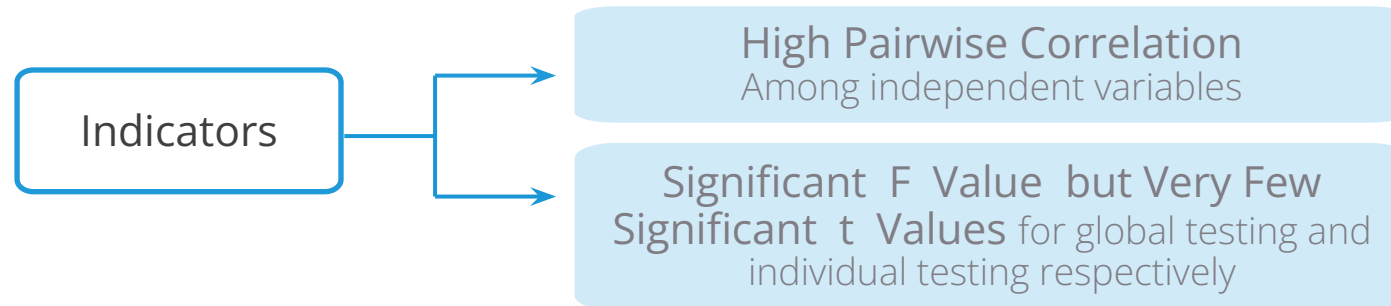 Indicators
High Pairwise Correlation
Among independent variables
Significant F Value but Very Few
Significant t Values for global testing and
individual testing respectively